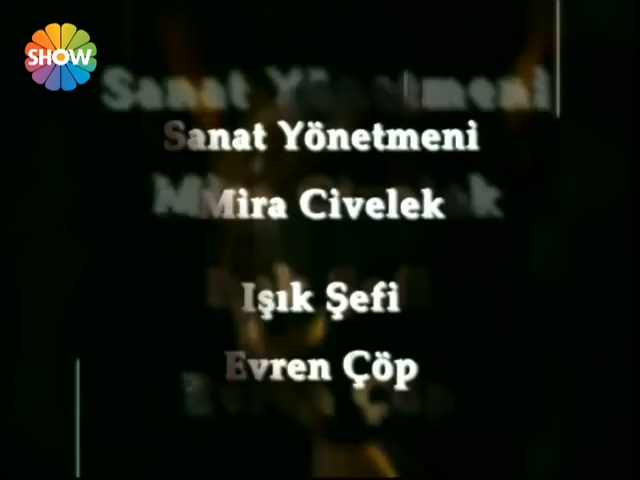 SHOW
Sanat Yönetmeni
Mira Civelek
Işık Şefi
Evren Çöp